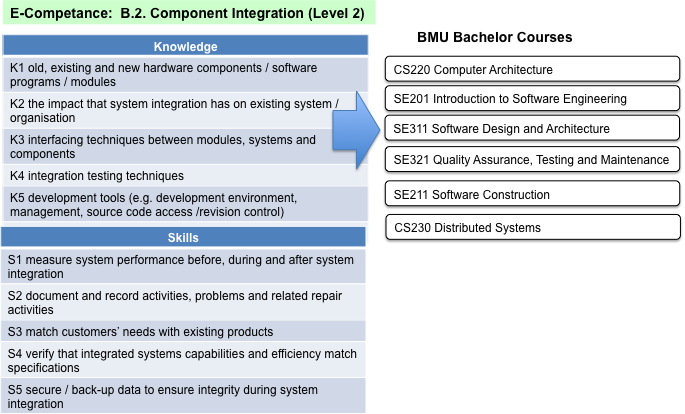 E-Competance:  B.2. Component Integration (Level 2)
Knowledge
K1 old, existing and new hardware components / software
programs / modules
K2 the impact that system integration has on existing system /
organisation
K3 interfacing techniques between modules, systems and
components
K4 integration testing techniques
K5 development tools (e.g. development environment,
management, source code access /revision control)
Skills
S1 measure system performance before, during and after system
integration
S2 document and record activities, problems and related repair
activities
S3 match customers’ needs with existing products
S4 verify that integrated systems capabilities and efficiency match
specifications
S5 secure / back-up data to ensure integrity during system
integration
BMU Bachelor Courses
CS220 Computer Architecture
SE201 Introduction to Software Engineering
SE311 Software Design and Architecture
SE321 Quality Assurance, Testing and Maintenance
SE211 Software Construction
CS230 Distributed Systems